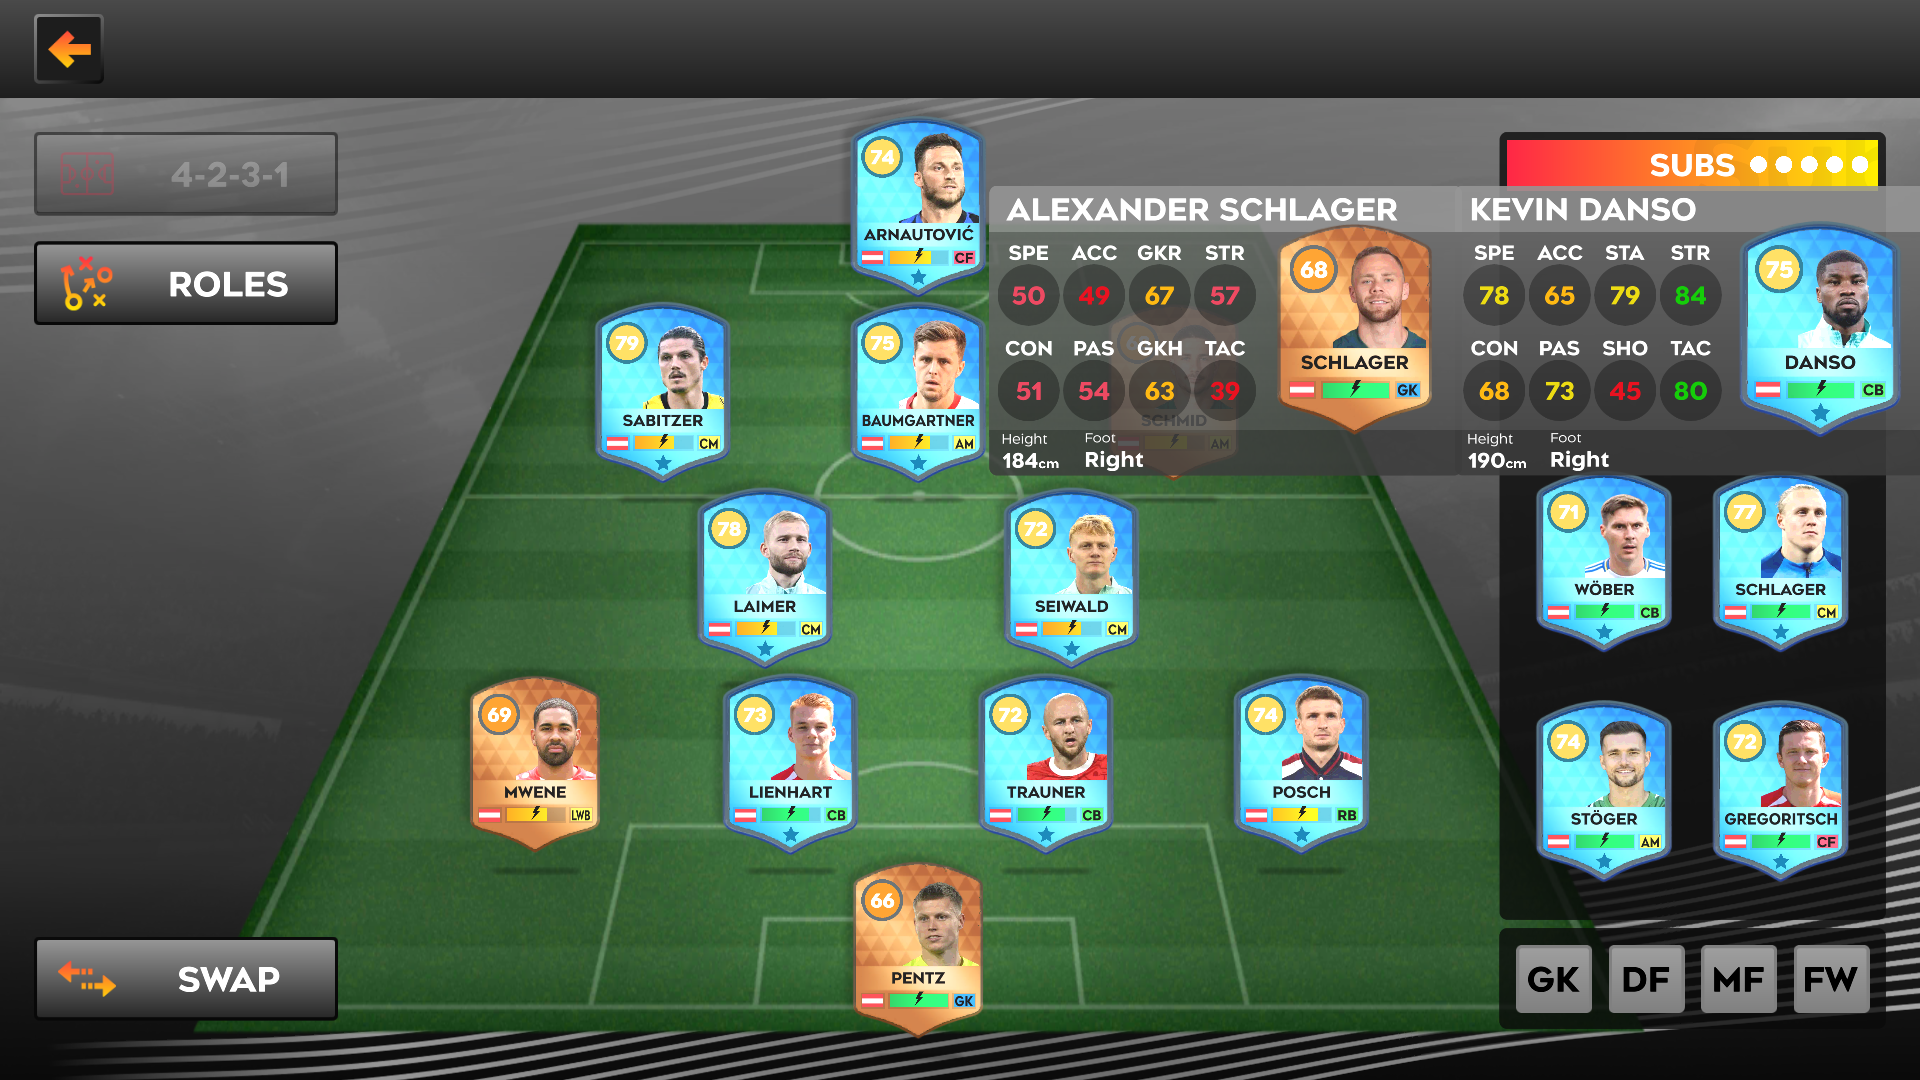 4-2-3-1
ROLES
SWAP
74
ARNAUTOVIĆ
CF
79
SABITZER
CM
75
BAUMGARTNER
AM
SCHMID
AM
78
LAIMER
CM
72
SEIWALD
CM
69
MWENE
LWB
73
LIENHART
CB
72
TRAUNER
CB
74
POSCH
RB
66
PENTZ
GK
ALEXANDER SCHLAGER
SPE ACC GKR STR
50 49 67 57
CON PAS GKH TAC
51 54 63 39
Height Foot
184cm Right
68
SCHLAGER
GK
KEVIN DANSO
SPE ACC STA STR
78 65 79 84
CON PAS SHO TAC
68 73 45 80
Height Foot
190cm Right
75
DANSO
CB
SUBS
71
WÖBER
CB
77
SCHLAGER
CM
74
STÖGER
AM
72
GREGORITSCH
CF
GK DF MF FW